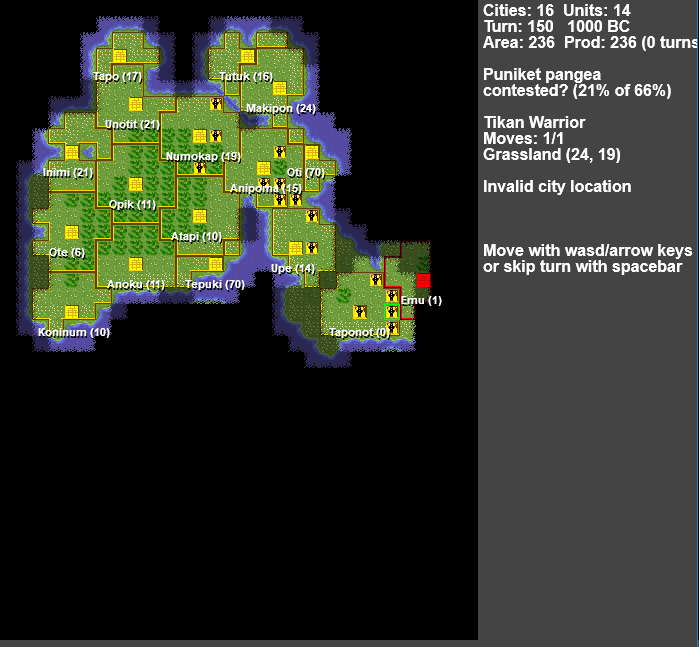 Cities: 16 Units: 14
Turn: 150 1000 BC
Area: 236 Prod: 236 (0 turns
Puniket pangea
contested? (21% of 66%)
Tikan Warrior
Moves: 1/1
Grassland (24, 19)
Invalid city location
Move with wasd/arrow keys
or skip turn with spacebar
Tapo (17)
Tutuk (16)
Makipon (24)
Unotit (21)
Numokap (19)
Inimi (21)
Oti (70)
Anipoma (15)
Opik (11)
Atapi (10)
Ote (6)
Upe (14)
Anoku (11)
Tepuki (70)
Emu (1)
Koninum (10)
Taponot (0)